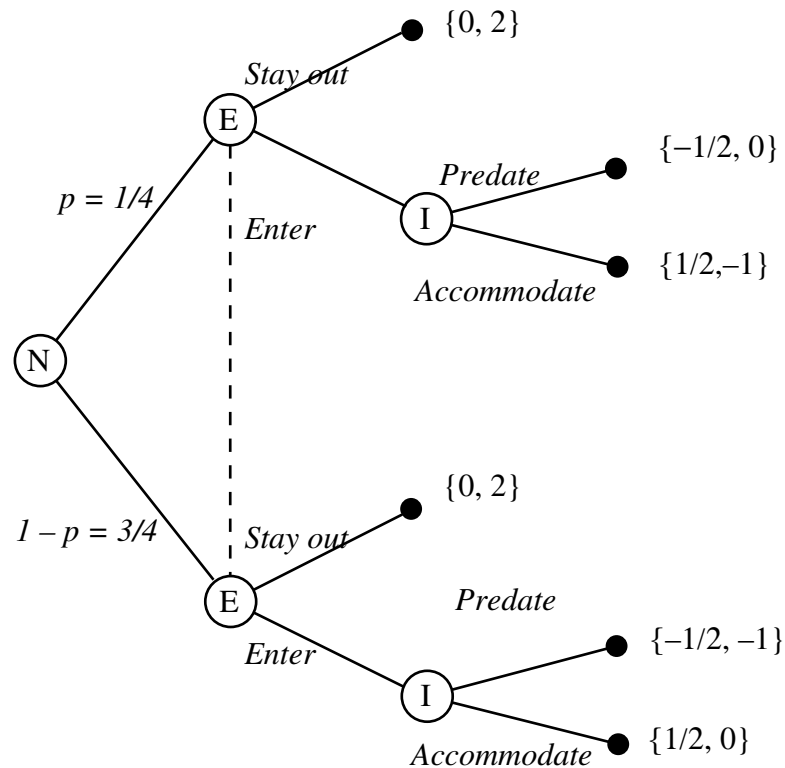 {0, 2}
Stay out
E
{–1/2, 0}
Predate
p = 1/4
Enter
I
{1/2,–1}
Accommodate
N
{0, 2}
1 – p = 3/4
Stay out
E
Predate
Enter
{–1/2, –1}
I
{1/2, 0}
Accommodate